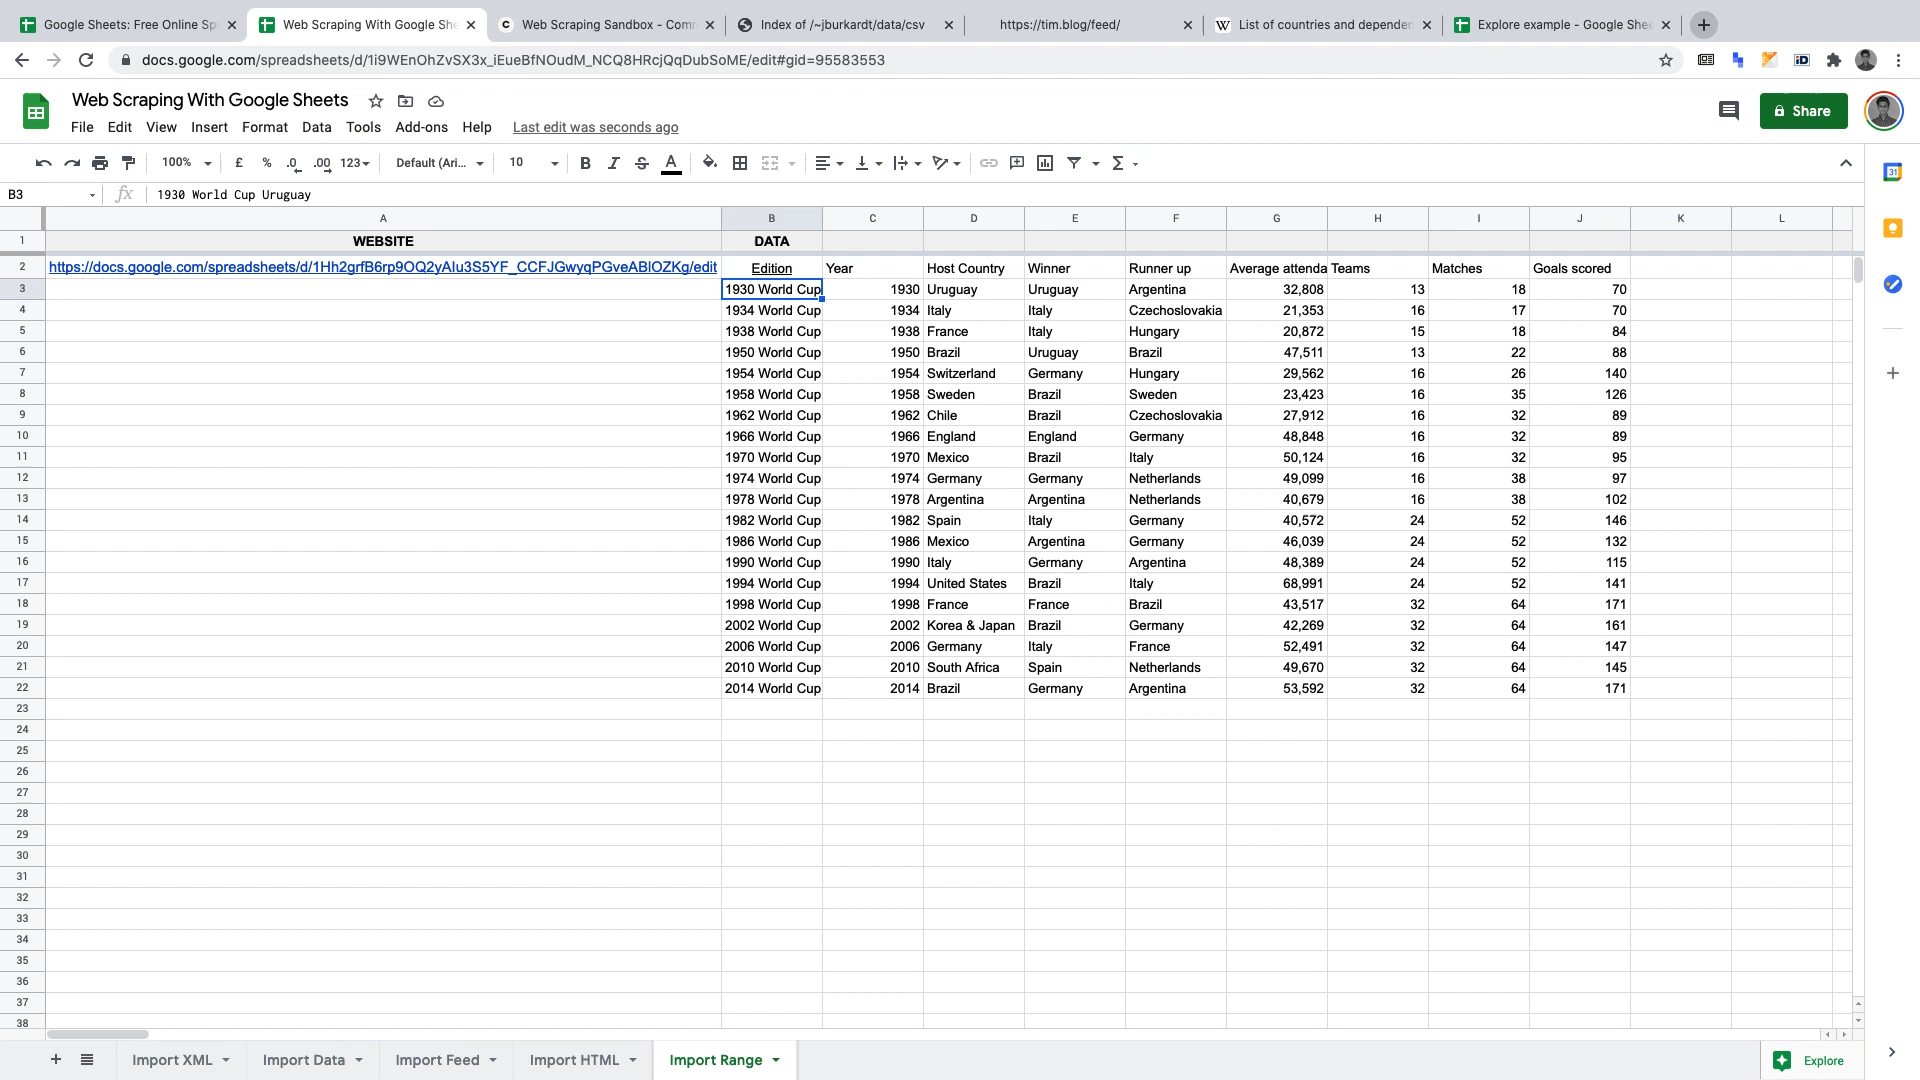 Google Sheets: Free Online Sp
Web Scraping With Google She
Web Scraping Sandbox - Com
Index of /~jburkardt/data/csv
https://tim.blog/feed/
List of countries and depender
Explore example - Google Shee
docs.google.com/spreadsheets/d/1i9WEnOhZvSX3x_iEueBfNOudM_NCQ8HRcjQqDubSoME/edit#gid=95583553
Web Scraping With Google Sheets
Share
File Edit View Insert Format Data Tools Add-ons Help Last edit was seconds ago
100% £ % .0 .00 123 Default (Ari... 10 B I S A Σ
31
B3 fx 1930 World Cup Uruguay
A B C D E F G H I J K L
1 WEBSITE DATA
2 https://docs.google.com/spreadsheets/d/1Hh2grfB6rp9OQ2yAlu3S5YF_CCFJGwyqPGveABlOZKg/edit Edition Year Host Country Winner Runner up Average attenda Teams Matches Goals scored
3 1930 World Cup 1930 Uruguay Uruguay Argentina 32,808 13 18 70
4 1934 World Cup 1934 Italy Italy Czechoslovakia 21,353 16 17 70
5 1938 World Cup 1938 France Italy Hungary 20,872 15 18 84
6 1950 World Cup 1950 Brazil Uruguay Brazil 47,511 13 22 88
7 1954 World Cup 1954 Switzerland Germany Hungary 29,562 16 26 140
8 1958 World Cup 1958 Sweden Brazil Sweden 23,423 16 35 126
9 1962 World Cup 1962 Chile Brazil Czechoslovakia 27,912 16 32 89
10 1966 World Cup 1966 England England Germany 48,848 16 32 89
11 1970 World Cup 1970 Mexico Brazil Italy 50,124 16 32 95
12 1974 World Cup 1974 Germany Germany Netherlands 49,099 16 38 97
13 1978 World Cup 1978 Argentina Argentina Netherlands 40,679 16 38 102
14 1982 World Cup 1982 Spain Italy Germany 40,572 24 52 146
15 1986 World Cup 1986 Mexico Argentina Germany 46,039 24 52 132
16 1990 World Cup 1990 Italy Germany Argentina 48,389 24 52 115
17 1994 World Cup 1994 United States Brazil Italy 68,991 24 52 141
18 1998 World Cup 1998 France France Brazil 43,517 32 64 171
19 2002 World Cup 2002 Korea & Japan Brazil Germany 42,269 32 64 161
20 2006 World Cup 2006 Germany Italy France 52,491 32 64 147
21 2010 World Cup 2010 South Africa Spain Netherlands 49,670 32 64 145
22 2014 World Cup 2014 Brazil Germany Argentina 53,592 32 64 171
23
24
25
26
27
28
29
30
31
32
33
34
35
36
37
38
Import XML Import Data Import Feed Import HTML Import Range Explore